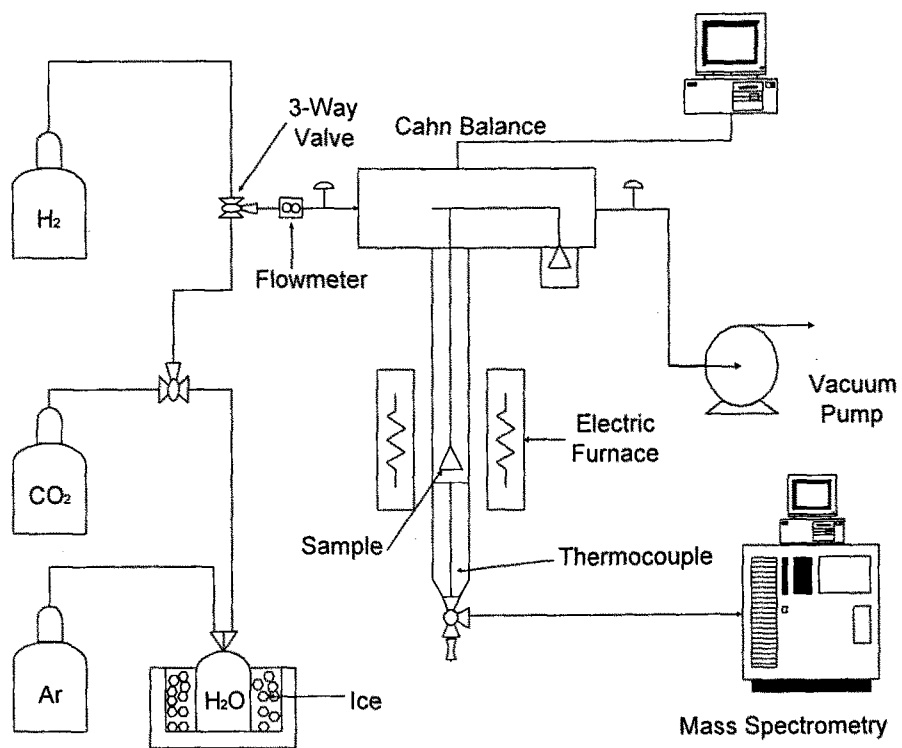 3-Way
Valve
Cahn Balance
H₂
Flowmeter
Vacuum
Pump
Electric
Furnace
CO₂
Sample
Thermocouple
Ar
H₂O
Ice
Mass Spectrometry